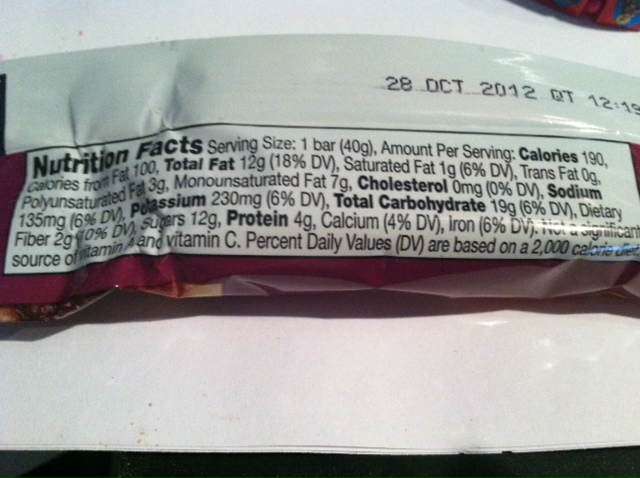 28 OCT 2012 QT 12:19
Nutrition Facts Serving Size: 1 bar (40g), Amount Per Serving: Calories 190,
Calories from Fat 100, Total Fat 12g (18% DV), Saturated Fat 1g (6% DV), Trans Fat 0g,
Polyunsaturated Fat 3g, Monounsaturated Fat 7g, Cholesterol 0mg (0% DV), Sodium
135mg (6% DV), Potassium 230mg (6% DV), Total Carbohydrate 19g (6% DV), Dietary
Fiber 2g (10% DV), Sugars 12g, Protein 4g, Calcium (4% DV), Iron (6% DV). Not a significant
source of vitamin A and vitamin C. Percent Daily Values (DV) are based on a 2,000 calorie diet.